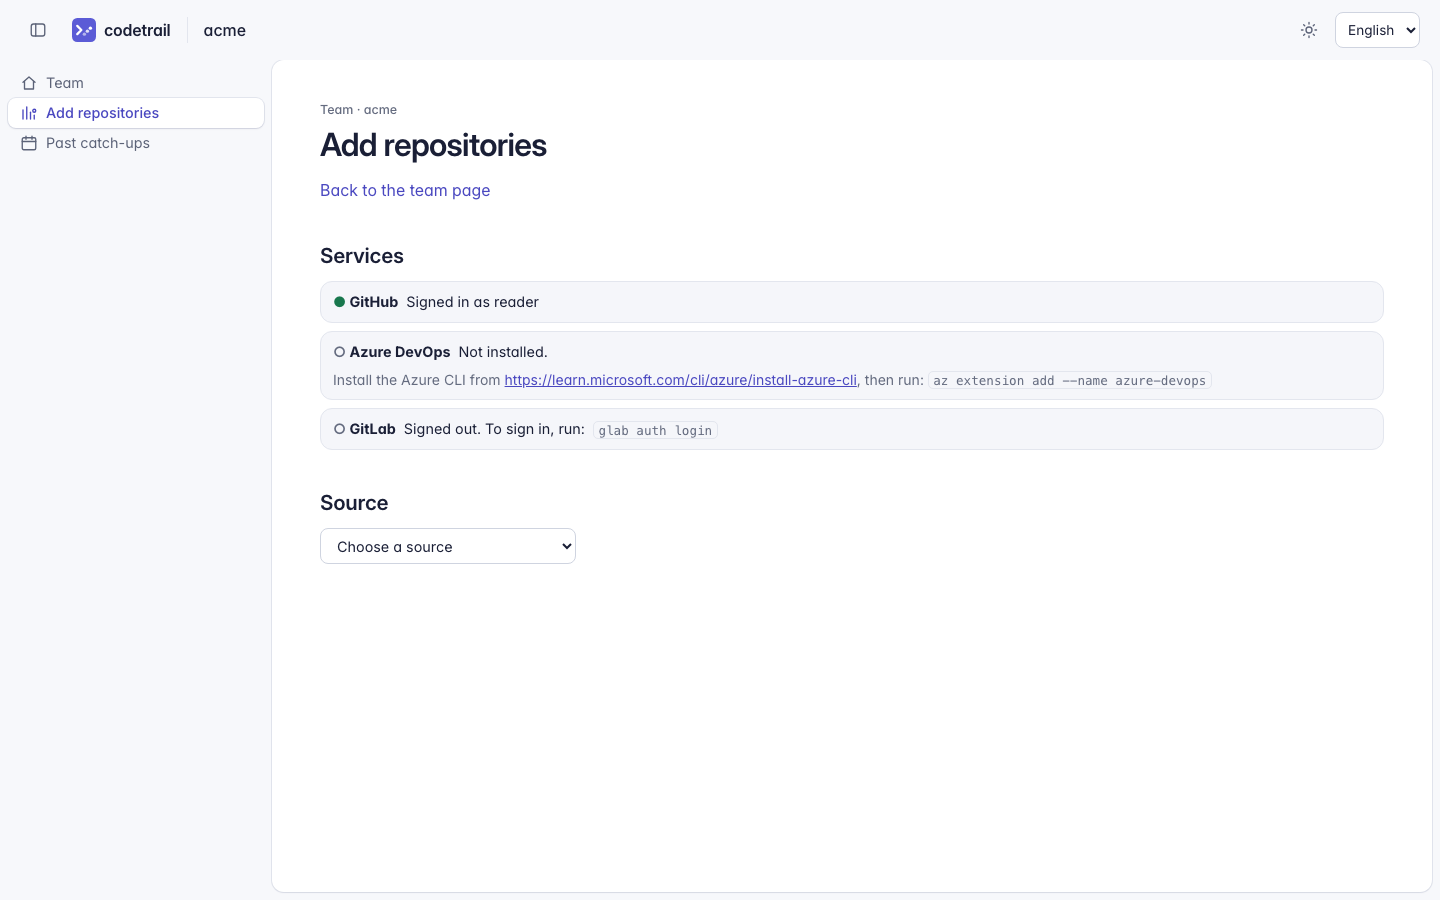 codetrail
acme
English
Team
Add repositories
Past catch-ups
Team · acme
Add repositories
Back to the team page
Services
GitHub Signed in as reader
Azure DevOps Not installed.
Install the Azure CLI from https://learn.microsoft.com/cli/azure/install-azure-cli, then run: az extension add --name azure-devops
GitLab Signed out. To sign in, run: glab auth login
Source
Choose a source